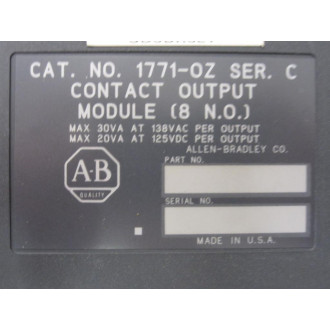 CAT. NO. 1771-OZ SER. C
CONTACT OUTPUT
MODULE (8 N.O.)
MAX 30VA AT 138VAC PER OUTPUT
MAX 20VA AT 125VDC PER OUTPUT
ALLEN-BRADLEY CO.
PART NO.
A-B
QUALITY
SERIAL NO.
MADE IN U.S.A.